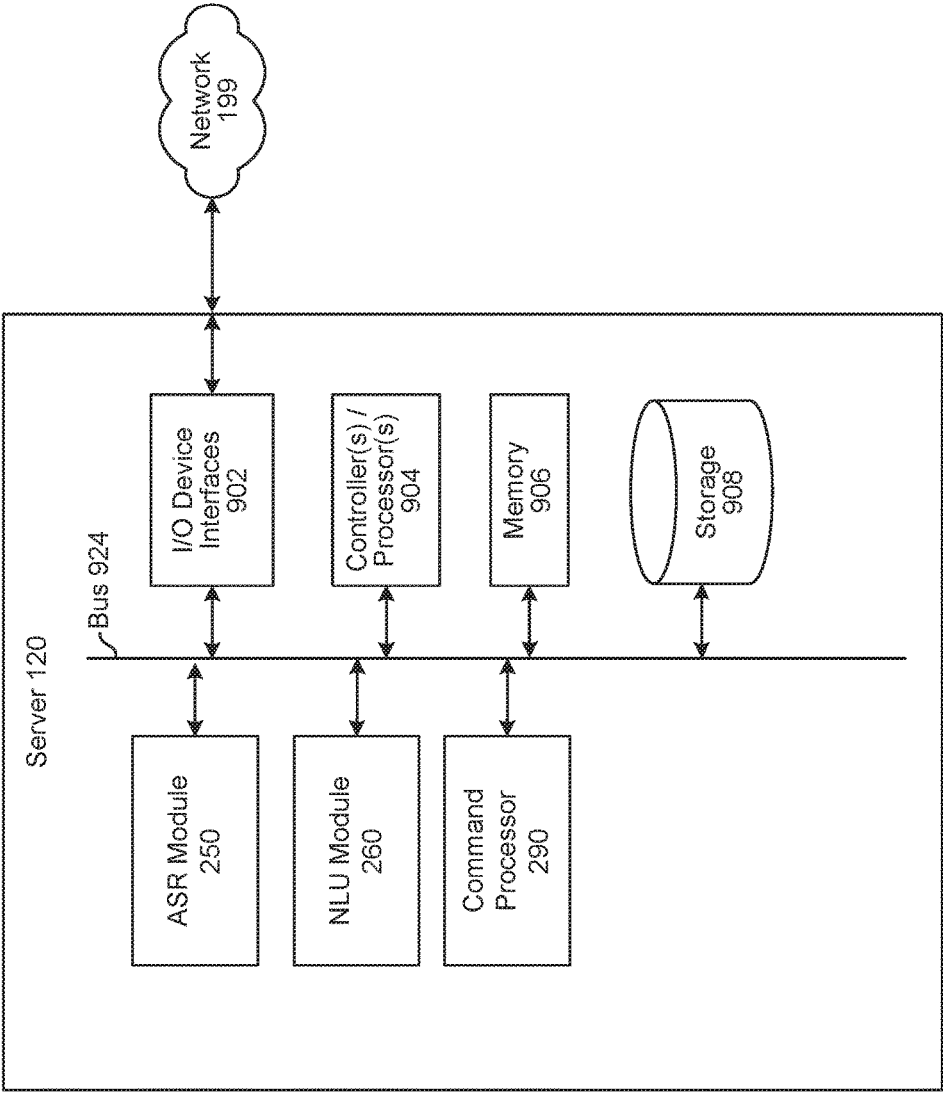 Server 120
Bus 924
ASR Module
250
NLU Module
260
Command
Processor
290
I/O Device
Interfaces
902
Controller(s) /
Processor(s)
904
Memory
906
Storage
908
Network
199